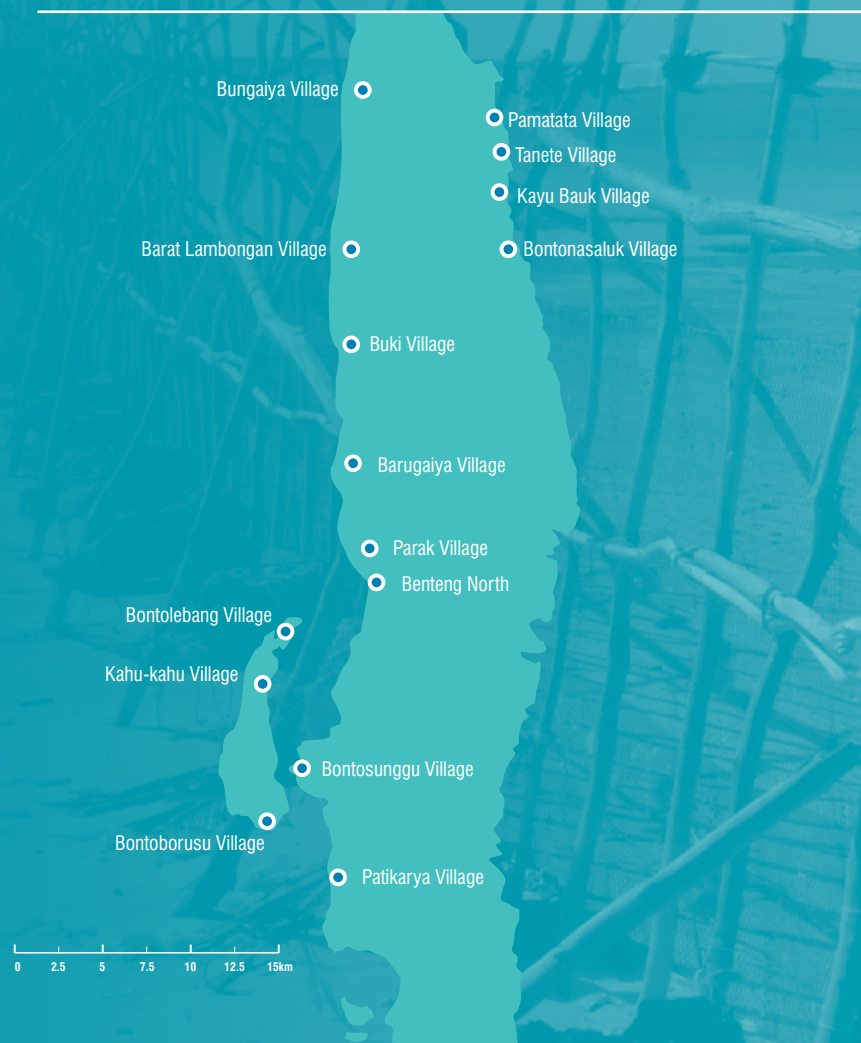 Bungaiya Village
Pamatata Village
Tanete Village
Kayu Bauk Village
Barat Lambongan Village
Bontonasaluk Village
Buki Village
Barugaiya Village
Parak Village
Benteng North
Bontolebang Village
Kahu-kahu Village
Bontosunggu Village
Bontoborusu Village
Patikarya Village
0 2.5 5 7.5 10 12.5 15km